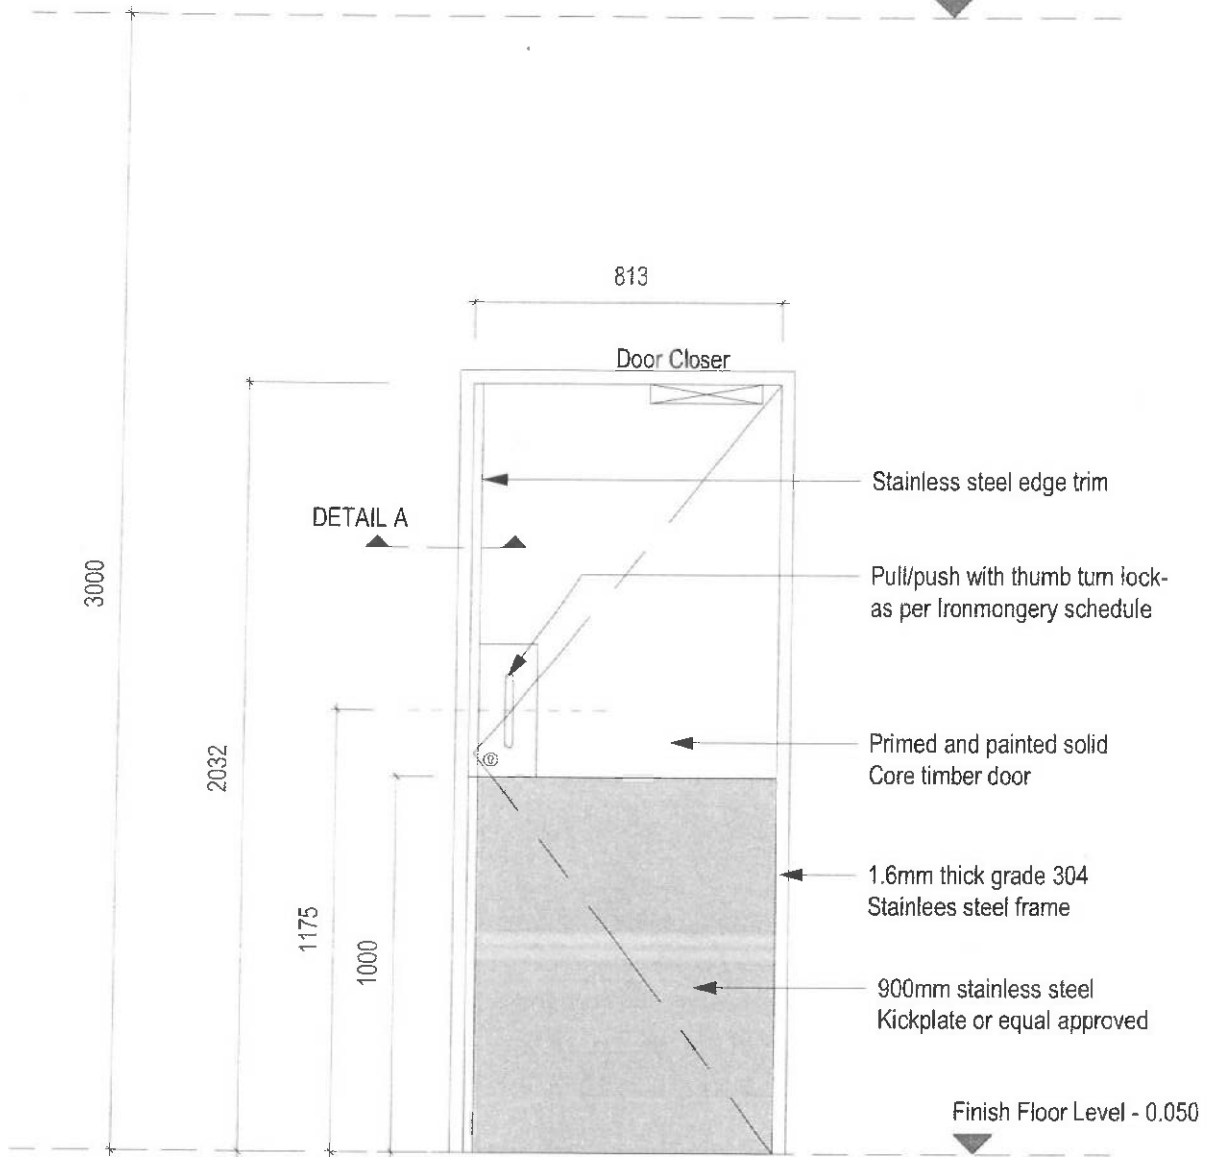 813
Door Closer
Stainless steel edge trim
DETAIL A
Pull/push with thumb turn lock-
as per Ironmongery schedule
3000
Primed and painted solid
Core timber door
2032
1.6mm thick grade 304
Stainlees steel frame
1175
1000
900mm stainless steel
Kickplate or equal approved
Finish Floor Level - 0.050